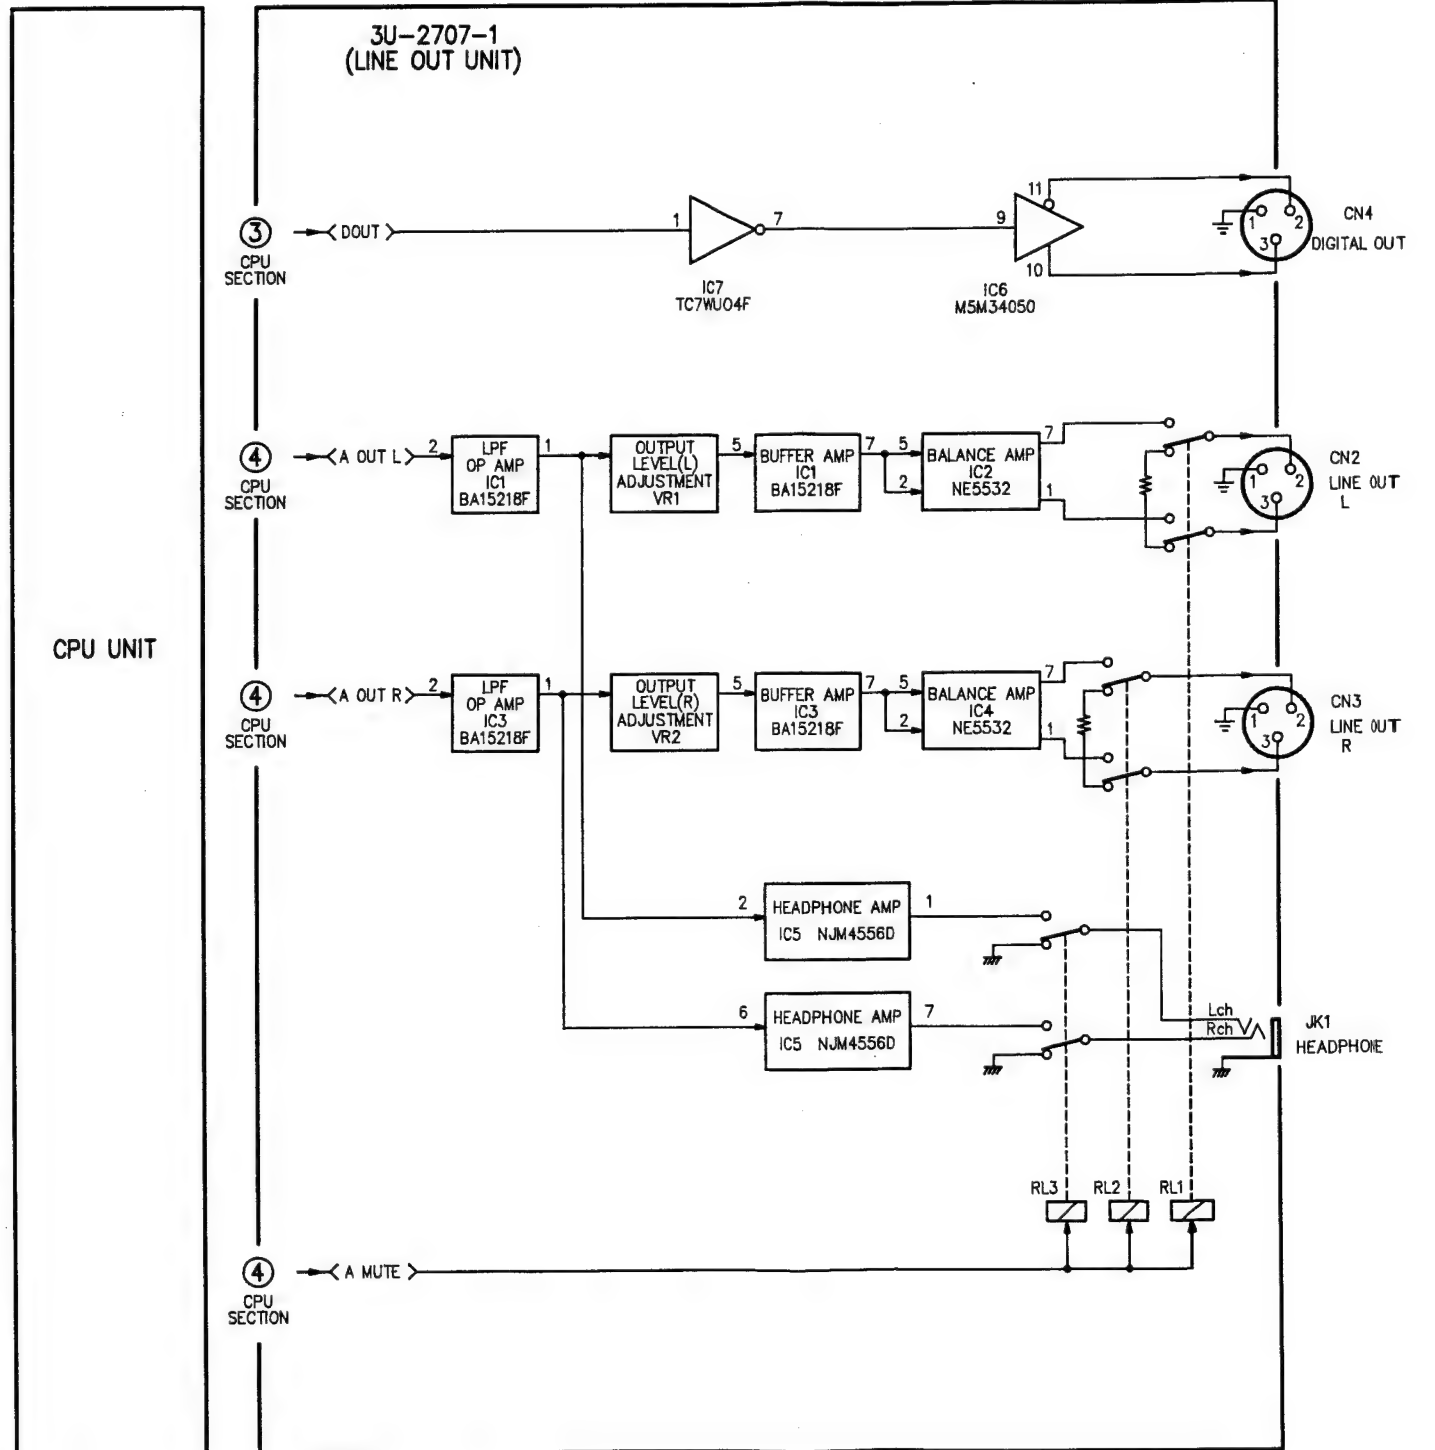 3U-2707-1
(LINE OUT UNIT)
CPU UNIT
3
CPU
SECTION
DOUT
1
7
IC7
TC7WU04F
9
11
10
IC6
M5M34050
1
2
3
CN4
DIGITAL OUT
4
CPU
SECTION
A OUT L
2
LPF
OP AMP
IC1
BA15218F
1
OUTPUT
LEVEL(L)
ADJUSTMENT
VR1
5
BUFFER AMP
IC1
BA15218F
7
5
2
BALANCE AMP
IC2
NE5532
7
1
1
2
3
CN2
LINE OUT
L
4
CPU
SECTION
A OUT R
2
LPF
OP AMP
IC3
BA15218F
1
OUTPUT
LEVEL(R)
ADJUSTMENT
VR2
5
BUFFER AMP
IC3
BA15218F
7
5
2
BALANCE AMP
IC4
NE5532
7
1
1
2
3
CN3
LINE OUT
R
2
HEADPHONE AMP
IC5 NJM4556D
1
6
HEADPHONE AMP
IC5 NJM4556D
7
Lch
Rch
JK1
HEADPHONE
RL3
RL2
RL1
4
CPU
SECTION
A MUTE